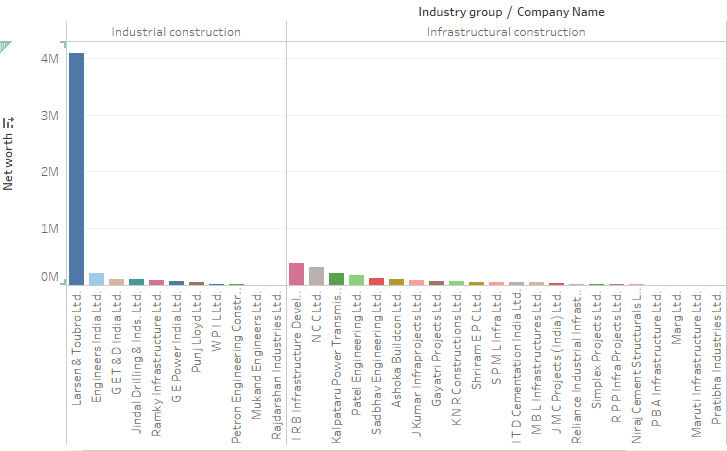 Industry group / Company Name
Industrial construction
Infrastructural construction
Net worth
4M
3M
2M
1M
0M
Larsen & Toubro Ltd.
Engineers India Ltd.
G E T & D India Ltd.
Jindal Drilling & Inds. Ltd.
Ramky Infrastructure Ltd.
G E Power India Ltd.
Punj Lloyd Ltd.
W P I L Ltd.
Petron Engineering Constr..
Mukand Engineers Ltd.
Rajdarshan Industries Ltd.
I R B Infrastructure Devel..
N C C Ltd.
Kalpataru Power Transmis..
Patel Engineering Ltd.
Sadbhav Engineering Ltd.
Ashoka Buildcon Ltd.
J Kumar Infraprojects Ltd.
Gayatri Projects Ltd.
K N R Constructions Ltd.
Shriram E P C Ltd.
S P M L Infra Ltd.
I T D Cementation India Ltd.
M B L Infrastructures Ltd.
J M C Projects (India) Ltd.
Reliance Industrial Infrast..
Simplex Projects Ltd.
R P P Infra Projects Ltd.
Niraj Cement Structurals L..
P B A Infrastructure Ltd.
Marg Ltd.
Maruti Infrastructure Ltd.
Pratibha Industries Ltd.